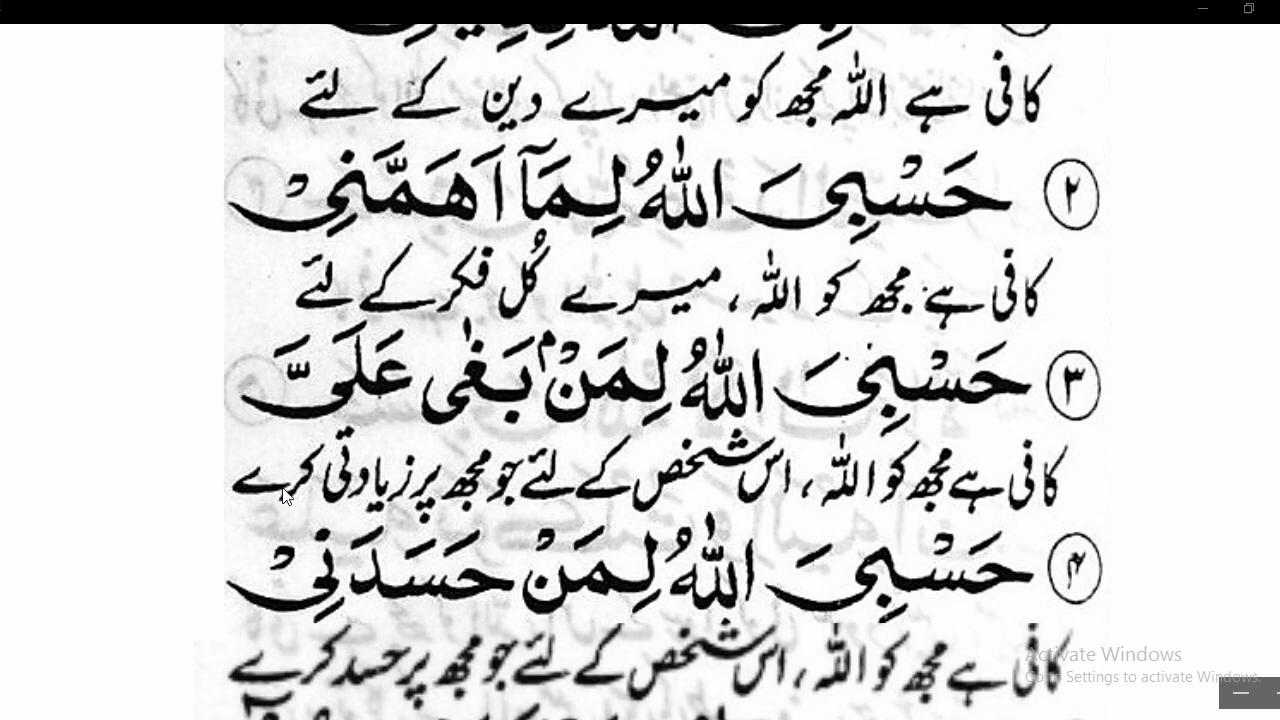 کافی ہے اللہ مجھ کو میرے دین کے لئے
۲ حَسْبِیَ اللّٰهُ لِمَآ اَهَمَّنِیْ
کافی ہے مجھ کو اللہ، میرے کُل فکر کے لئے
۳ حَسْبِیَ اللّٰهُ لِمَنْۢ بَغٰی عَلَیَّ
کافی ہے مجھ کو اللہ، اس شخص کے لئے جو مجھ پر زیادتی کرے
۴ حَسْبِیَ اللّٰهُ لِمَنْ حَسَدَنِیْ
کافی ہے مجھ کو اللہ، اس شخص کے لئے جو مجھ پر حسد کرے
Activate Windows
Go to Settings to activate Windows.